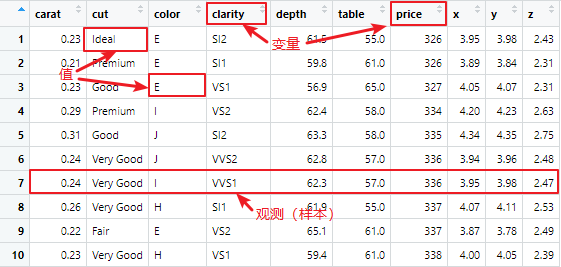 carat cut color clarity depth table price x y z
变量
1 0.23 Ideal E SI2 61.5 55.0 326 3.95 3.98 2.43
2 0.21 Premium E SI1 59.8 61.0 326 3.89 3.84 2.31
值
3 0.23 Good E VS1 56.9 65.0 327 4.05 4.07 2.31
4 0.29 Premium I VS2 62.4 58.0 334 4.20 4.23 2.63
5 0.31 Good J SI2 63.3 58.0 335 4.34 4.35 2.75
6 0.24 Very Good J VVS2 62.8 57.0 336 3.94 3.96 2.48
7 0.24 Very Good I VVS1 62.3 57.0 336 3.95 3.98 2.47
8 0.26 Very Good H SI1 61.9 55.0 337 4.07 4.11 2.53
观测（样本）
9 0.22 Fair E VS2 65.1 61.0 337 3.87 3.78 2.49
10 0.23 Very Good H VS1 59.4 61.0 338 4.00 4.05 2.39